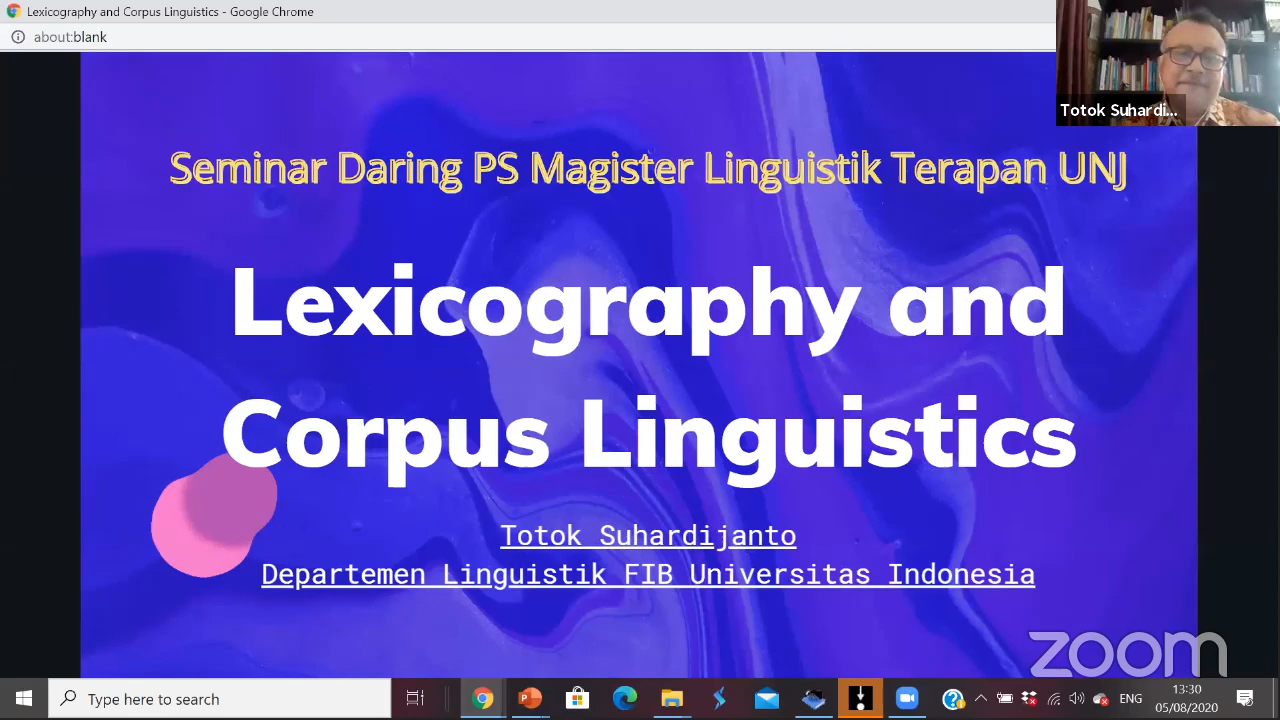 Lexicography and Corpus Linguistics - Google Chrome
about:blank
Totok Suhardi...
Seminar Daring PS Magister Linguistik Terapan UNJ
Lexicography and
Corpus Linguistics
Totok Suhardijanto
Departemen Linguistik FIB Universitas Indonesia
zoom
Type here to search
ENG
13:30
05/08/2020